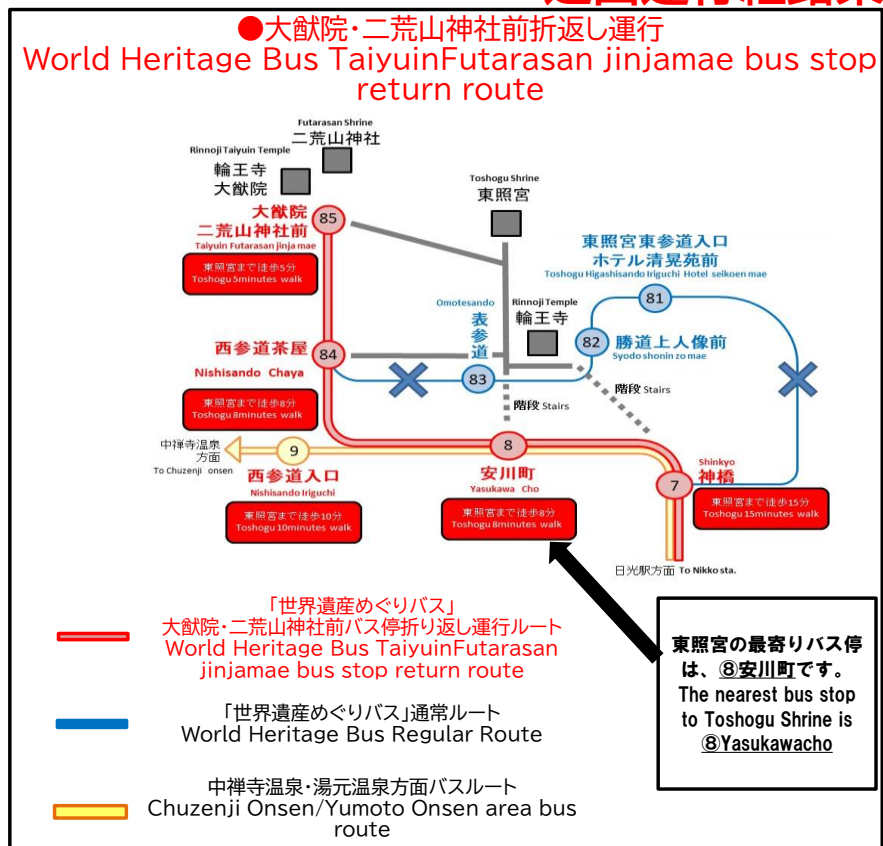 ●大猷院・二荒山神社前折返し運行
World Heritage Bus TaiyuinFutarasan jinjamae bus stop
return route
Futarasan Shrine
二荒山神社
Rinnoji Taiyuin Temple
輪王寺
大猷院
Toshogu Shrine
東照宮
大猷院
二荒山神社前
Taiyuin Futarasan jinja mae
85
東照宮まで徒歩5分
Toshogu 5minutes walk
東照宮東参道入口
ホテル清晃苑前
Toshogu Higashisando Iriguchi Hotel seikoen mae
81
Omotesando
表参道
83
Rinnoji Temple
輪王寺
82
勝道上人像前
Syodo shonin zo mae
西参道茶屋
Nishisando Chaya
84
東照宮まで徒歩8分
Toshogu 8minutes walk
階段 Stairs
階段 Stairs
中禅寺温泉
方面
To Chuzenji onsen
9
西参道入口
Nishisando Iriguchi
東照宮まで徒歩10分
Toshogu 10minutes walk
8
安川町
Yasukawa Cho
東照宮まで徒歩8分
Toshogu 8minutes walk
Shinkyo
神橋
7
東照宮まで徒歩15分
Toshogu 15minutes walk
日光駅方面 To Nikko sta.
東照宮の最寄りバス停
は、⑧安川町です。
The nearest bus stop
to Toshogu Shrine is
⑧Yasukawacho
「世界遺産めぐりバス」
大猷院・二荒山神社前バス停折り返し運行ルート
World Heritage Bus TaiyuinFutarasan
jinjamae bus stop return route
「世界遺産めぐりバス」通常ルート
World Heritage Bus Regular Route
中禅寺温泉・湯元温泉方面バスルート
Chuzenji Onsen/Yumoto Onsen area bus
route